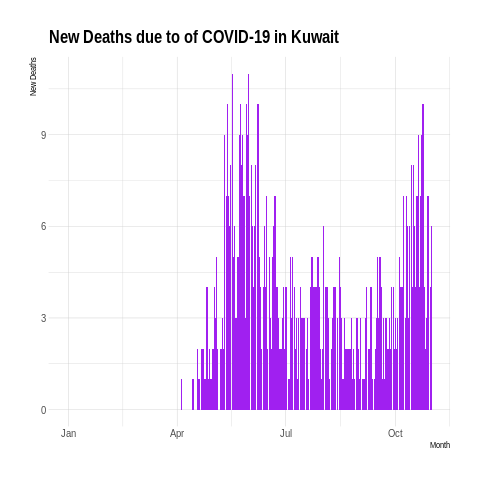 New Deaths due to of COVID-19 in Kuwait
New Deaths
9
6
3
0
Jan Apr Jul Oct
Month